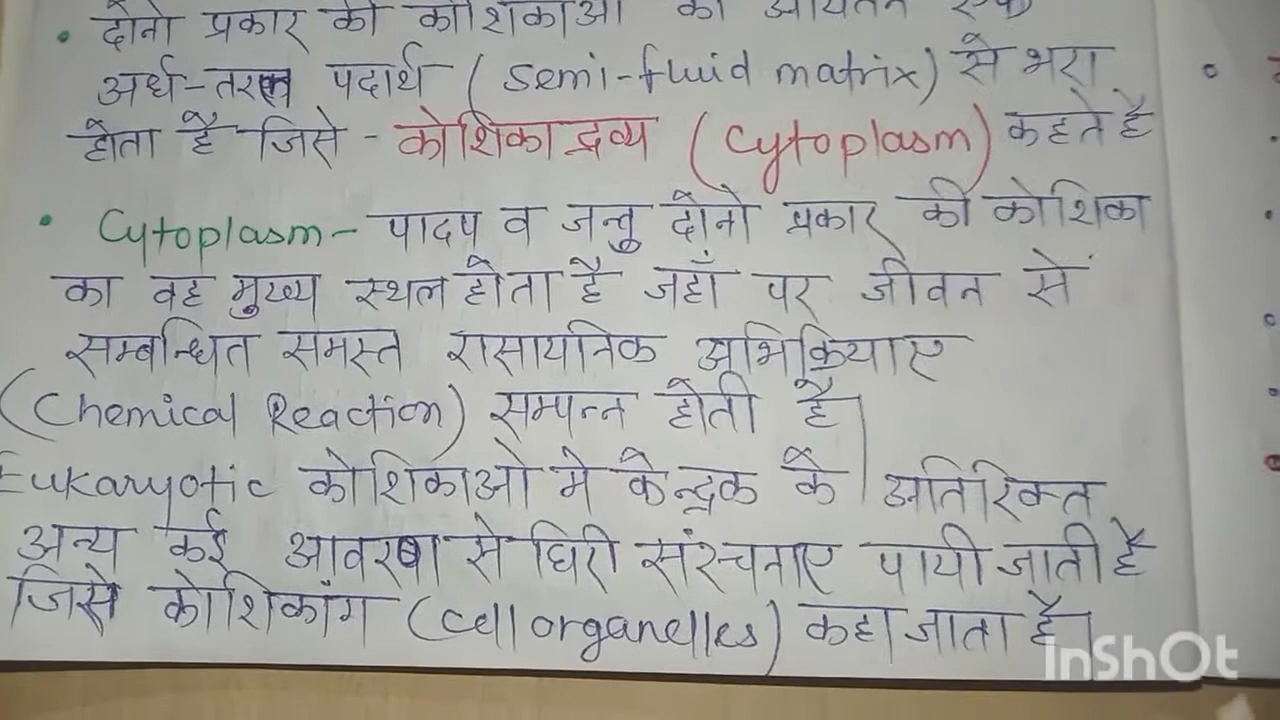 दोनो प्रकार की कोशिकाओ का आयतन एक
अर्ध-तरल पदार्थ (semi-fluid matrix) से भरा
होता है जिसे - कोशिका द्रव्य (Cytoplasm) कहते है
Cytoplasm - पादप व जन्तु दोनो प्रकार की कोशिका
का वह मुख्य स्थल होता है जहाँ पर जीवन से
सम्बन्धित समस्त रासायनिक अभिक्रियाए
(Chemical Reaction) सम्पन्न होती है।
Eukaryotic कोशिकाओ मे केन्द्रक के अतिरिक्त
अन्य कई आवरण से घिरी संरचनाए पायी जाती है
जिसे कोशिकांग (cell organelles) कहा जाता है।
InShOt